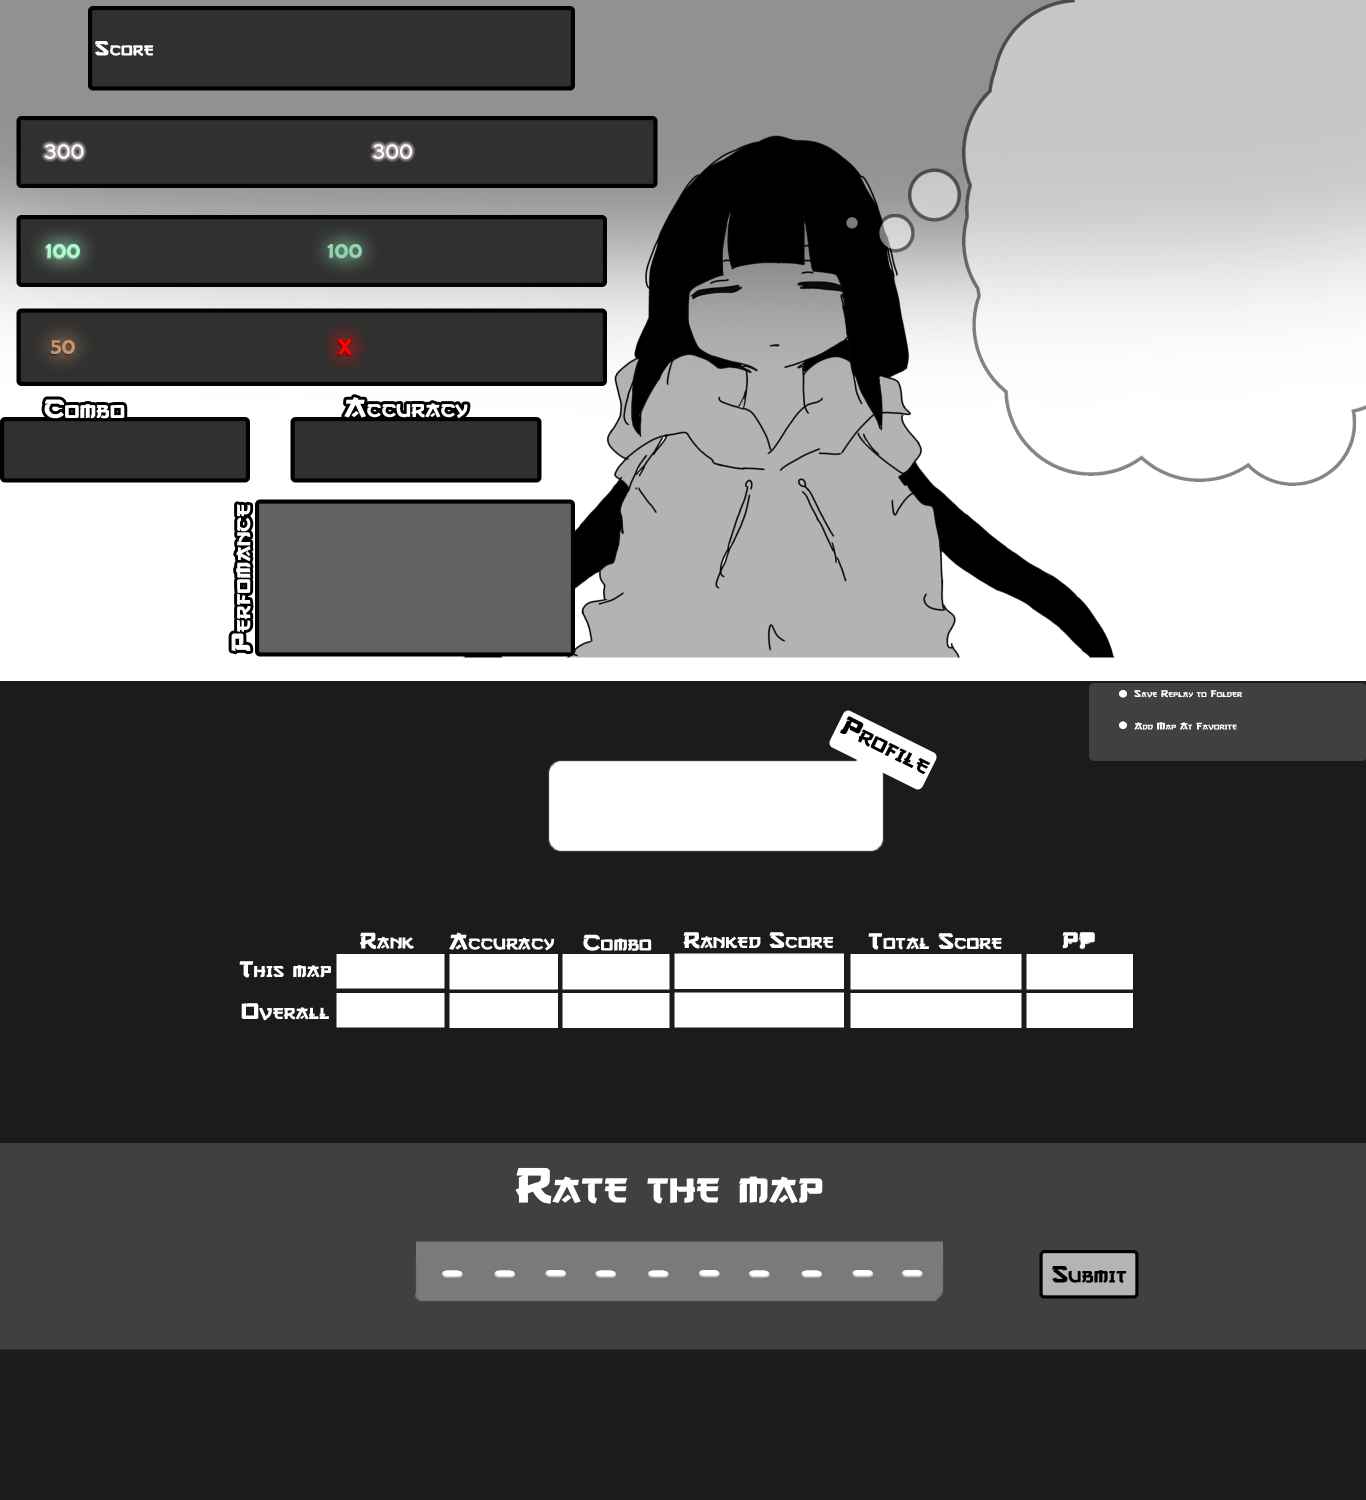 Score
300 300
100 100
50 X
Combo Accuracy
Perfomance
Save Replay to Folder
Add Map At Favorite
Profile
Rank Accuracy Combo Ranked Score Total Score PP
This map
Overall
Rate the map
Submit